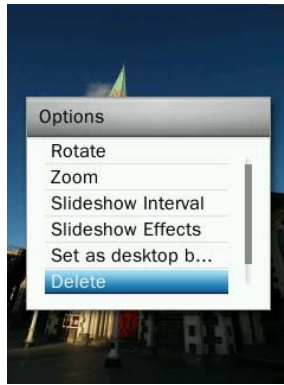 Options
Rotate
Zoom
Slideshow Interval
Slideshow Effects
Set as desktop b...
Delete